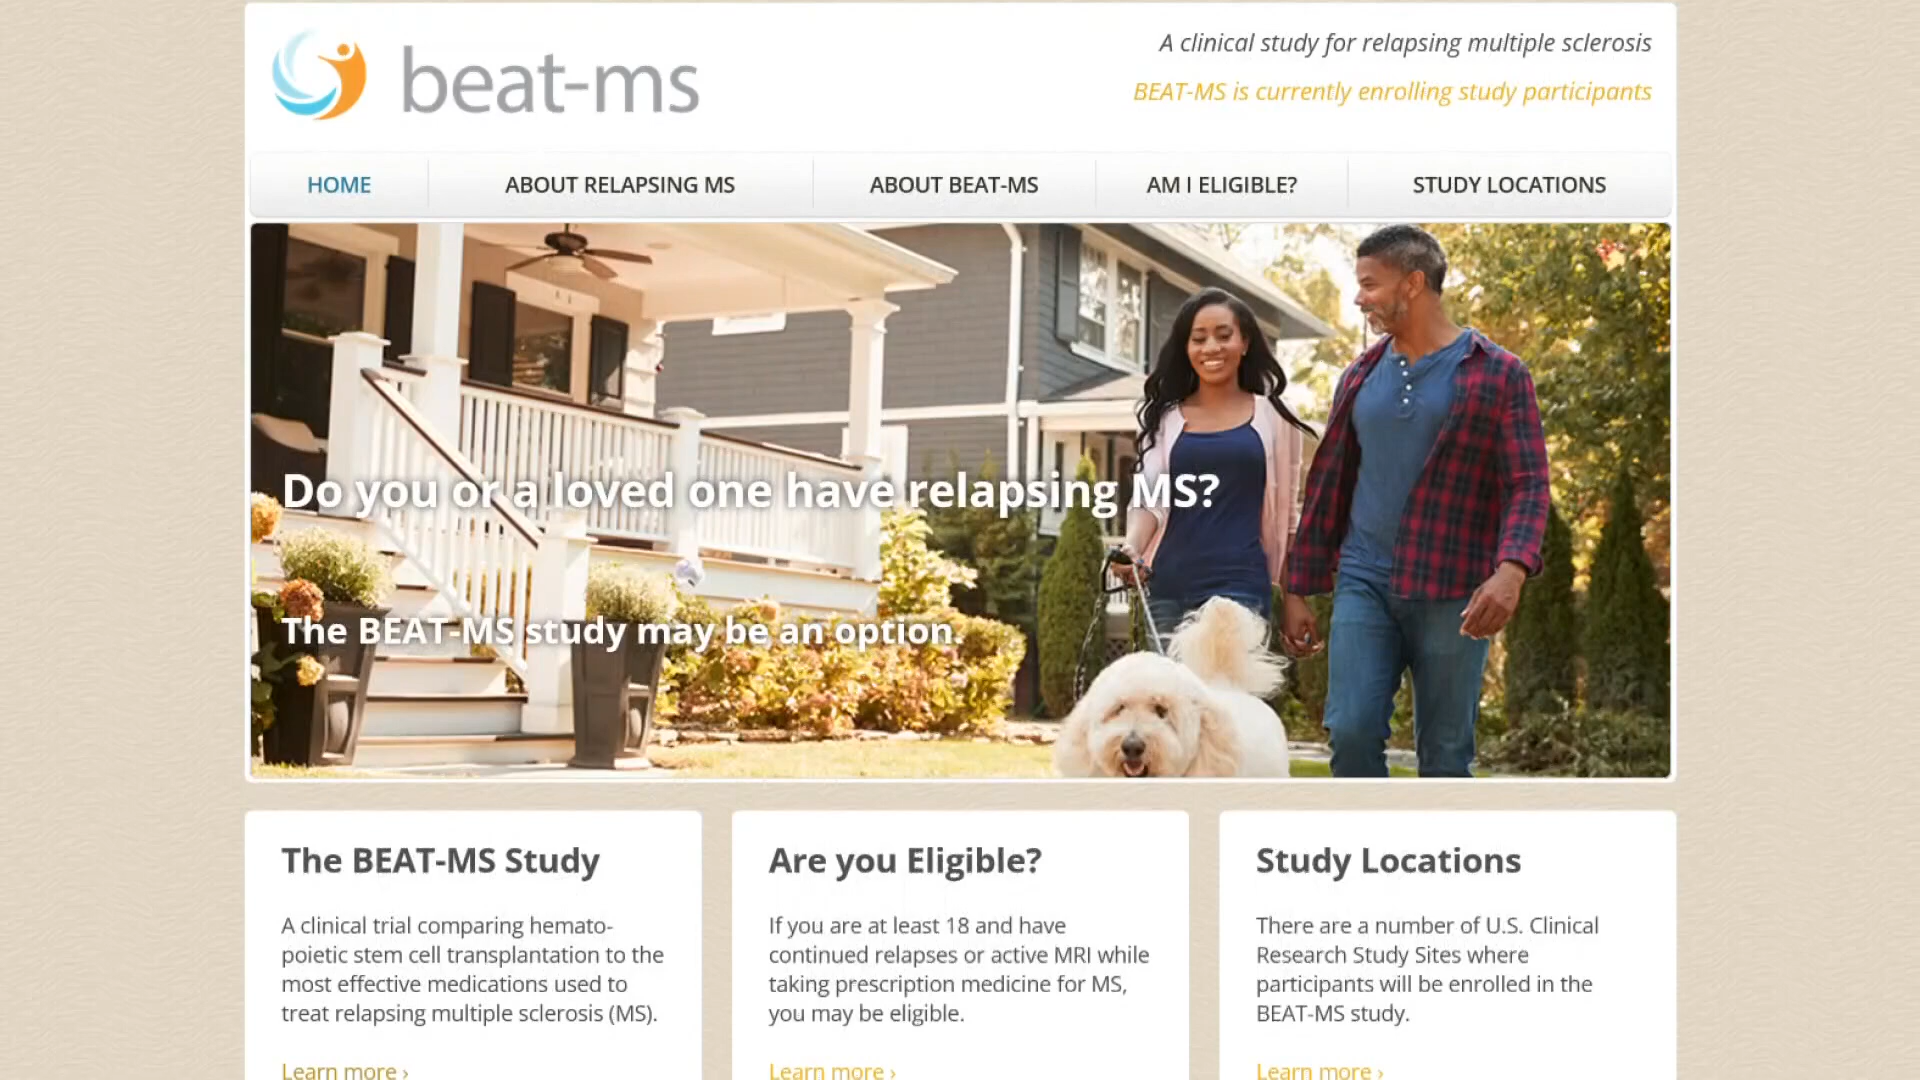 beat-ms
A clinical study for relapsing multiple sclerosis
BEAT-MS is currently enrolling study participants
HOME
ABOUT RELAPSING MS
ABOUT BEAT-MS
AM I ELIGIBLE?
STUDY LOCATIONS
Do you or a loved one have relapsing MS?
The BEAT-MS study may be an option.
The BEAT-MS Study
A clinical trial comparing hemato-
poietic stem cell transplantation to the
most effective medications used to
treat relapsing multiple sclerosis (MS).
Learn more ›
Are you Eligible?
If you are at least 18 and have
continued relapses or active MRI while
taking prescription medicine for MS,
you may be eligible.
Learn more ›
Study Locations
There are a number of U.S. Clinical
Research Study Sites where
participants will be enrolled in the
BEAT-MS study.
Learn more ›